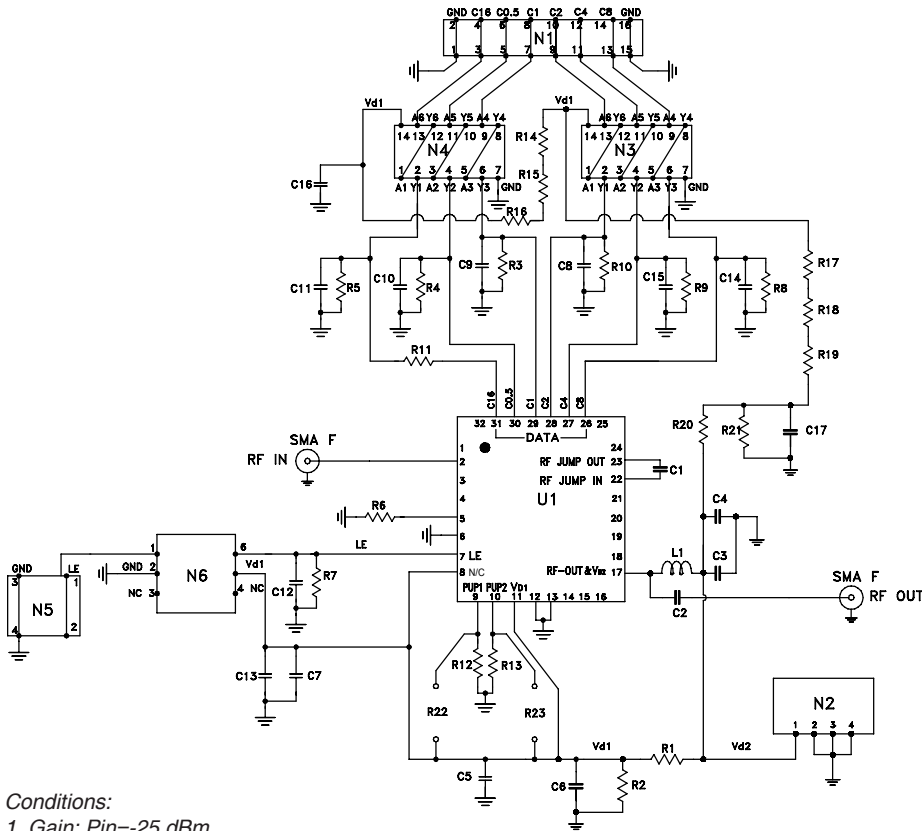 GND C16 C0.5 C1 C2 C4 C8 GND
2 4 6 8 10 12 14 16
N1
1 3 5 7 9 11 13 15
Vd1 A6 Y6 A5 Y5 A4 Y4
14 13 12 11 10 9 8
N4
1 2 3 4 5 6 7
A1 Y1 A2 Y2 A3 Y3 GND
Vd1 A6 Y6 A5 Y5 A4 Y4
14 13 12 11 10 9 8
N3
1 2 3 4 5 6 7
A1 Y1 A2 Y2 A3 Y3 GND
R14
R15
R16
C16
C11 R5 C10 R4 C9 R3 C8 R10 C15 R9 C14 R8
R17
R18
R19
R11
C16 C0.5 C1 C2 C4 C8
32 31 30 29 28 27 26 25
DATA
R20 R21 C17
SMA F
RF IN
1
2
3
4
5
6
7 LE
8 N/C
24
RF JUMP OUT 23
RF JUMP IN 22
U1
21
20
19
18
RF-OUT&VD2 17
C1
C4
C3
L1
C2
SMA F
RF OUT
R6
LE
PUP1 PUP2 VD1
9 10 11 12 13 14 15 16
GND LE
3 1
N5
4 2
1 6
GND 2 Vd1
N6
NC 3 4 NC
C12 R7
C13 C7
R12 R13
R22 R23
C5
C6 R2
Vd1 R1 Vd2
N2
1 2 3 4
Conditions:
1. Gain: Pin=-25 dBm